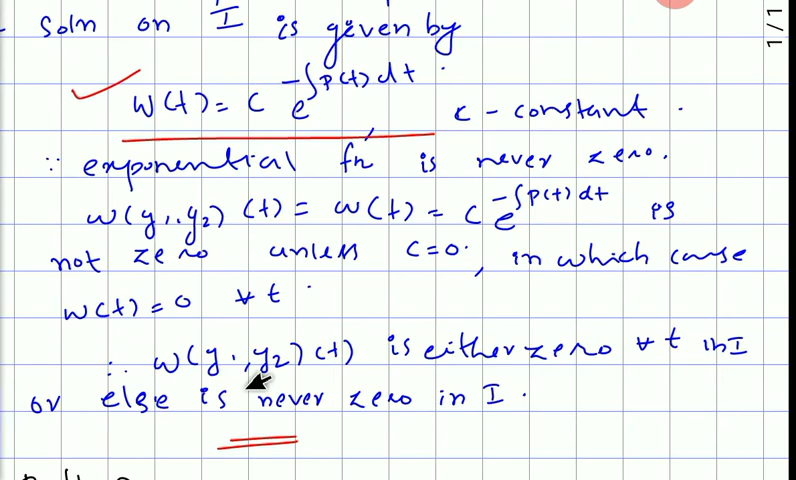 Soln on I is given by
W(t) = c e^{-∫P(t)dt}. c - constant.
∵ exponential fn is never zero.
W(y1, y2)(t) = W(t) = c e^{-∫P(t)dt} is
not zero unless c=0., in which cause
W(t) = 0 ∀ t.
∴ W(y1, y2)(t) is either zero ∀ t in I
or else is never zero in I.
1/1